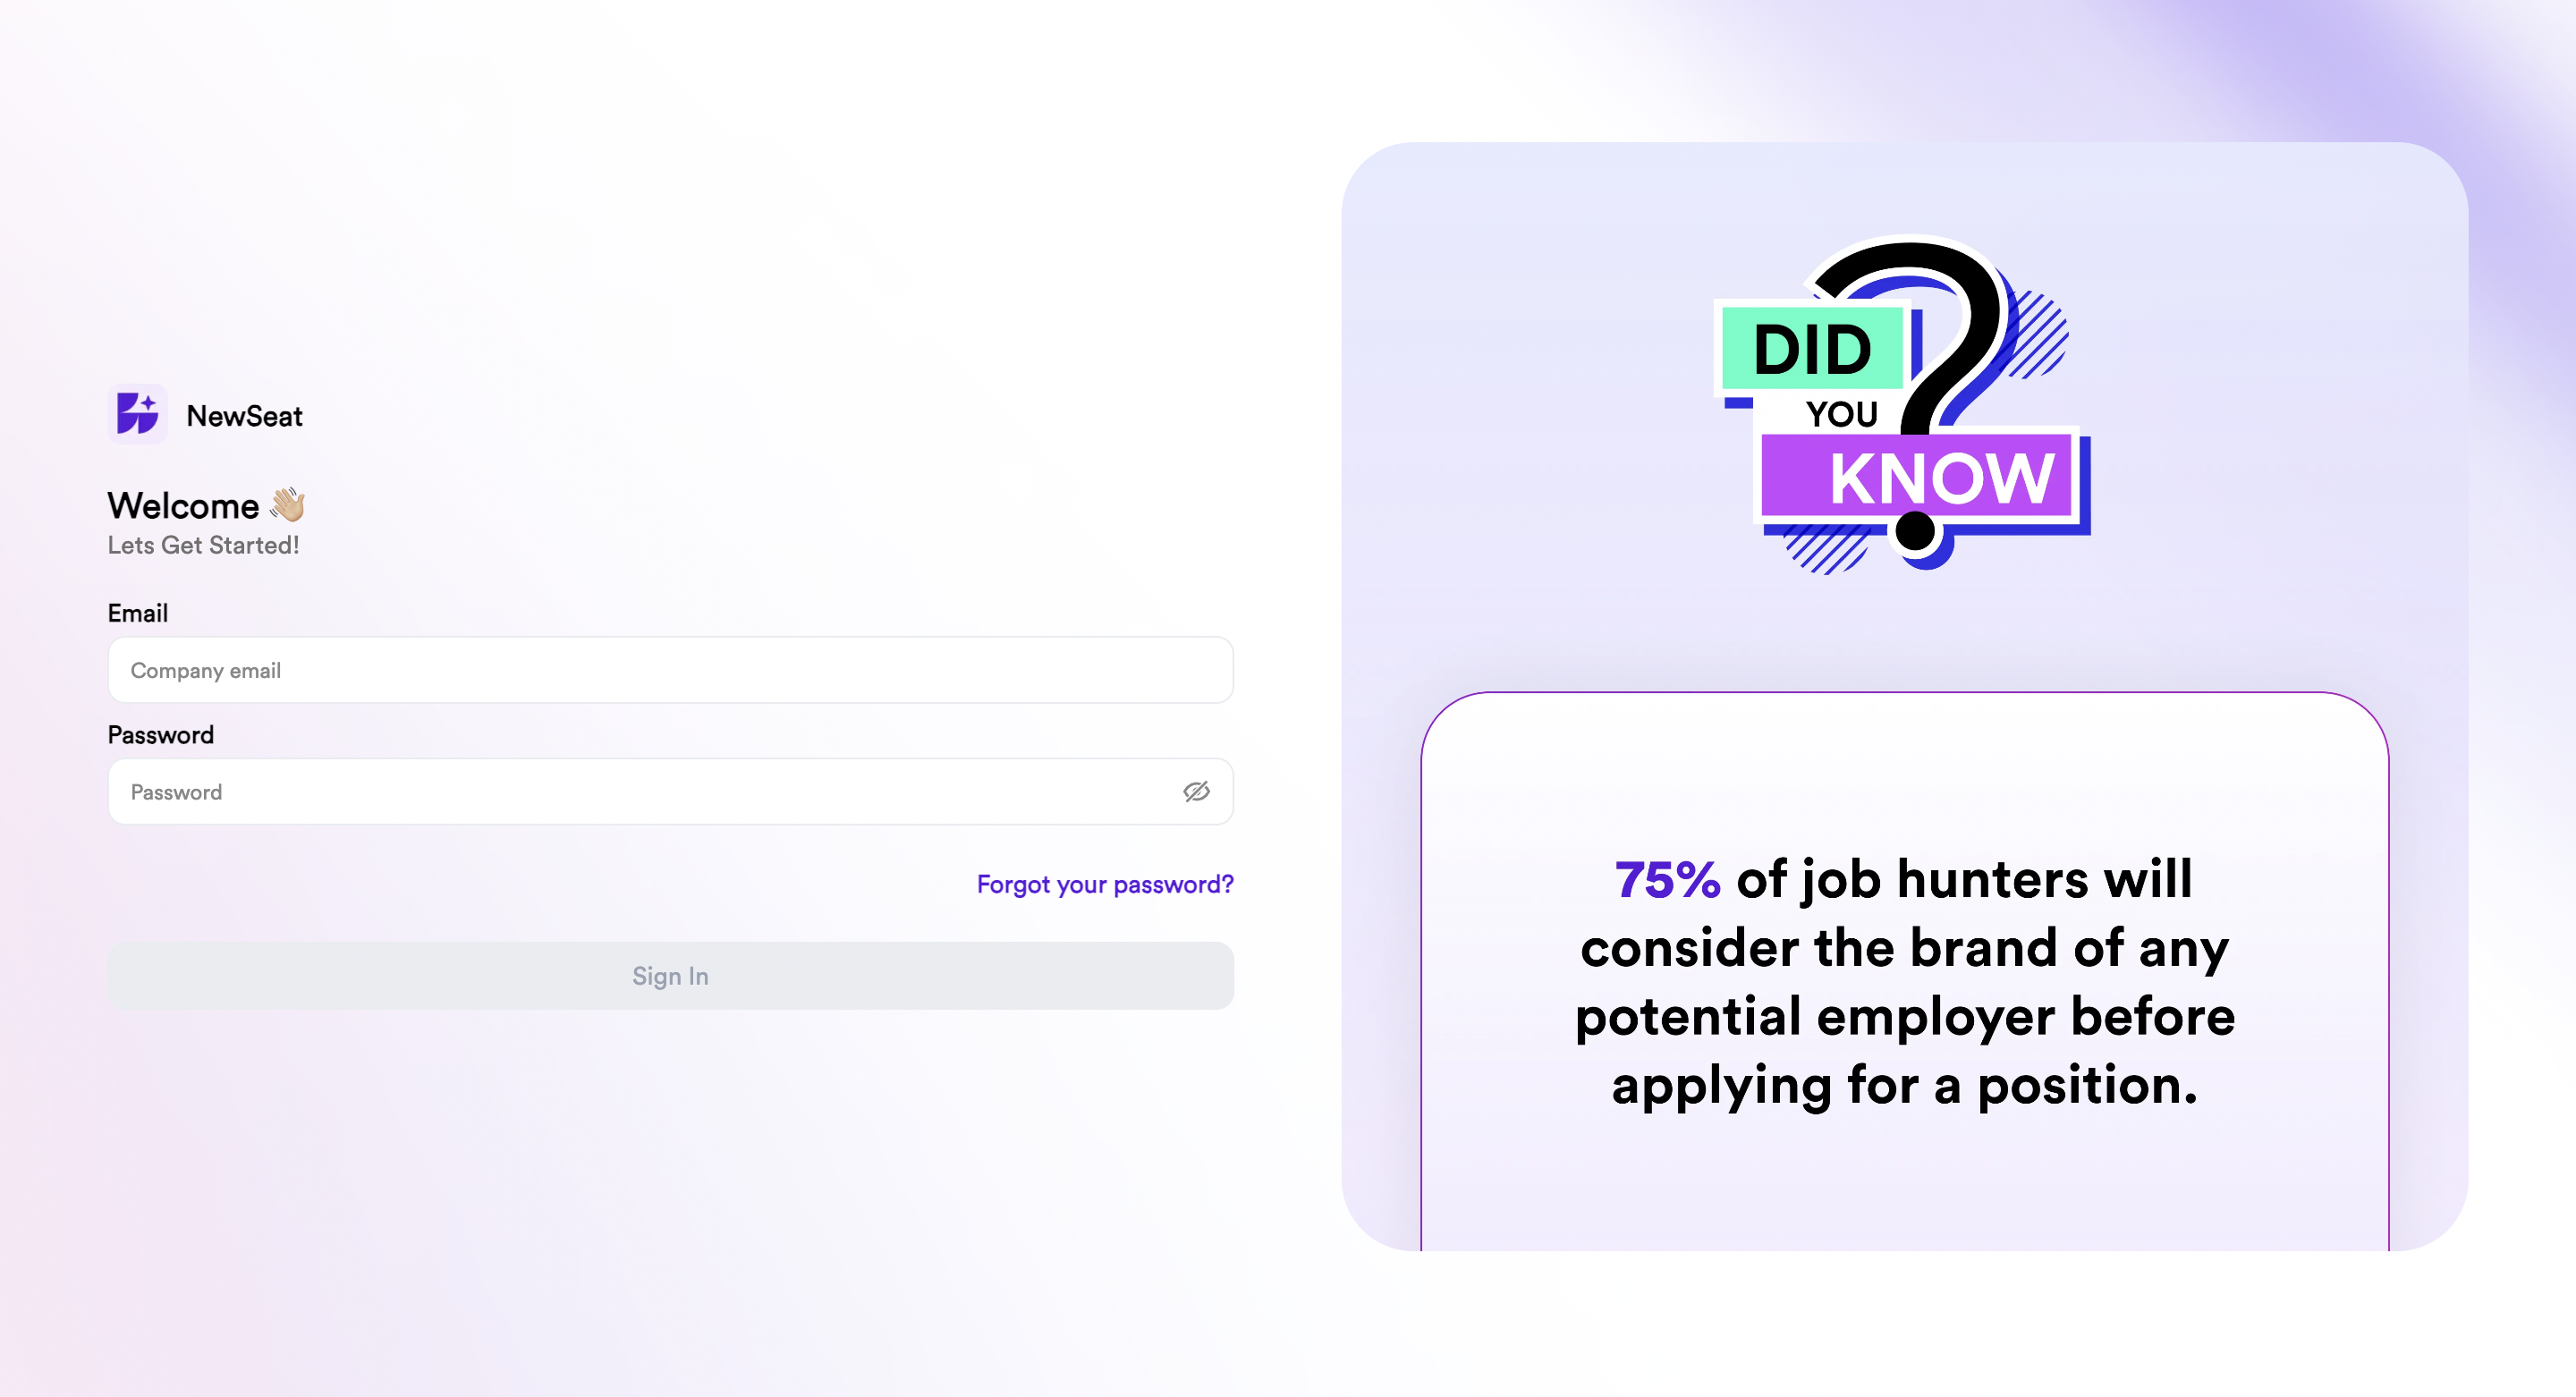 NewSeat
Welcome 👋🏼
Lets Get Started!
Email
Company email
Password
Password
Forgot your password?
Sign In
DID
YOU
KNOW
?
75% of job hunters will
consider the brand of any
potential employer before
applying for a position.